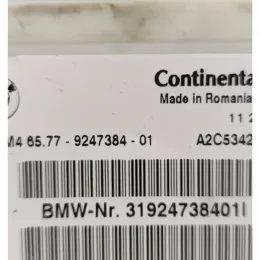 Continenta
Made in Romania
11 2
M4 65.77 - 9247384 - 01 A2C5342
BMW-Nr. 31924738401I